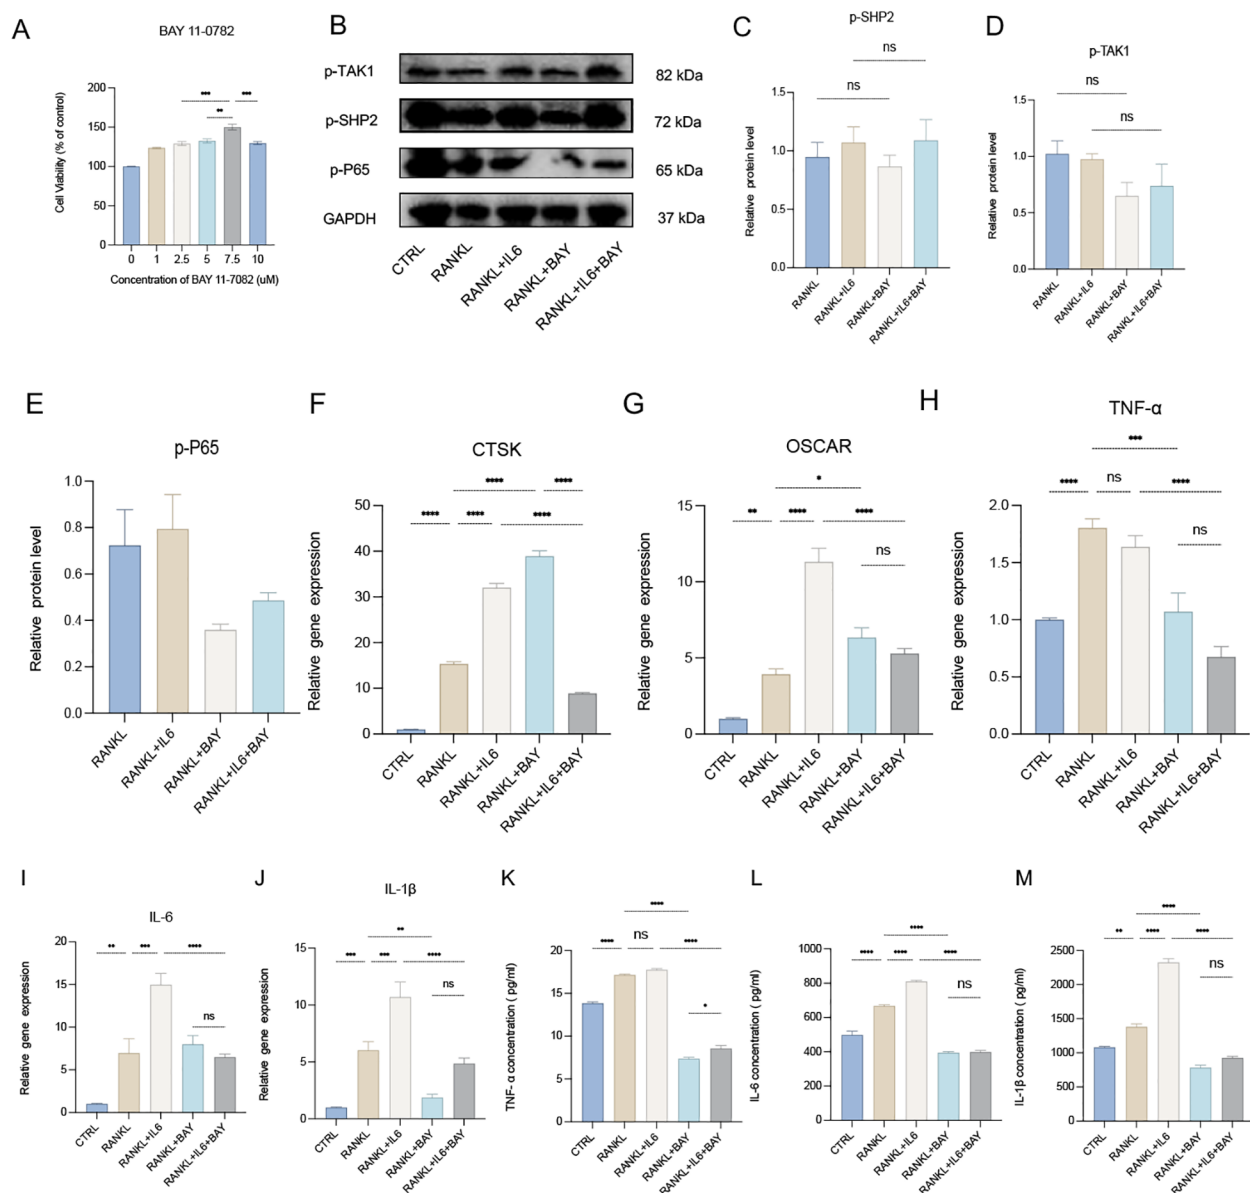 A
BAY 11-0782
Cell Viability (% of control)
200
150
100
50
0
*** *** **
0 1 2.5 5 7.5 10
Concentration of BAY 11-7082 (uM)
B
p-TAK1 82 kDa
p-SHP2 72 kDa
p-P65 65 kDa
GAPDH 37 kDa
CTRL RANKL RANKL+IL6 RANKL+BAY RANKL+IL6+BAY
C
p-SHP2
Relative protein level
1.5
1.0
0.5
0.0
ns
ns
RANKL RANKL+IL6 RANKL+BAY RANKL+IL6+BAY
D
p-TAK1
Relative protein level
1.5
1.0
0.5
0.0
ns
ns
RANKL RANKL+IL6 RANKL+BAY RANKL+IL6+BAY
E
p-P65
Relative protein level
1.0
0.8
0.6
0.4
0.2
0.0
RANKL RANKL+IL6 RANKL+BAY RANKL+IL6+BAY
F
CTSK
Relative gene expression
50
40
30
20
10
0
**** ****
**** **** ****
CTRL RANKL RANKL+IL6 RANKL+BAY RANKL+IL6+BAY
G
OSCAR
Relative gene expression
15
10
5
0
*
** **** ****
ns
CTRL RANKL RANKL+IL6 RANKL+BAY RANKL+IL6+BAY
H
TNF-α
Relative gene expression
2.0
1.5
1.0
0.5
0.0
***
**** ns ****
ns
CTRL RANKL RANKL+IL6 RANKL+BAY RANKL+IL6+BAY
I
IL-6
Relative gene expression
20
15
10
5
0
** *** ****
ns
CTRL RANKL RANKL+IL6 RANKL+BAY RANKL+IL6+BAY
J
IL-1β
Relative gene expression
15
10
5
0
**
*** *** ****
ns
CTRL RANKL RANKL+IL6 RANKL+BAY RANKL+IL6+BAY
K
TNF- α concentration ( pg/ml)
20
15
10
5
0
****
**** ns ****
*
CTRL RANKL RANKL+IL6 RANKL+BAY RANKL+IL6+BAY
L
IL-6 concentration ( pg/ml)
1000
800
600
400
200
0
****
**** **** ****
ns
CTRL RANKL RANKL+IL6 RANKL+BAY RANKL+IL6+BAY
M
IL-1β concentration ( pg/ml)
2500
2000
1500
1000
500
0
****
** **** ****
ns
CTRL RANKL RANKL+IL6 RANKL+BAY RANKL+IL6+BAY